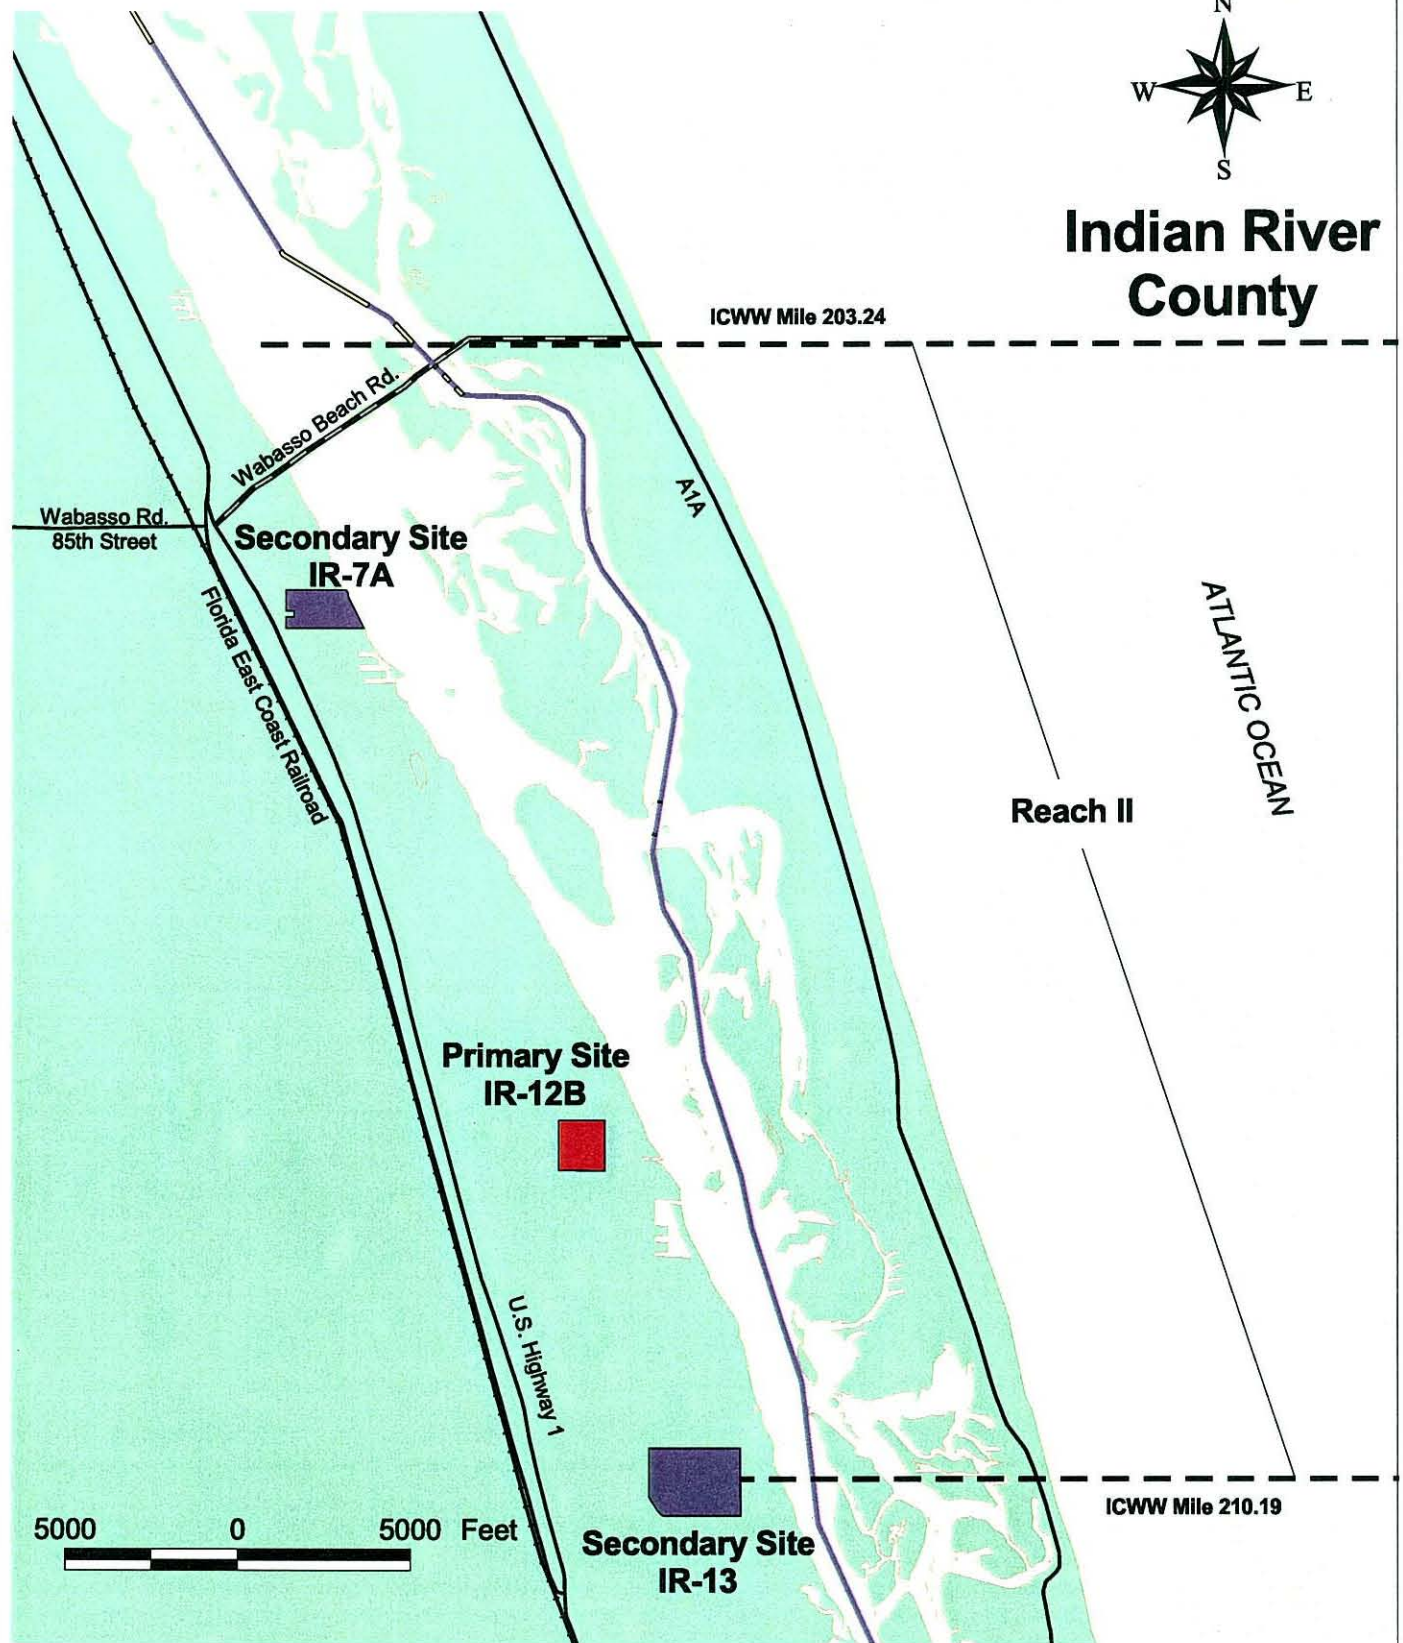 N
W
E
S
Indian River
County
ICWW Mile 203.24
Wabasso Beach Rd.
A1A
Wabasso Rd.
85th Street
Secondary Site
IR-7A
Florida East Coast Railroad
ATLANTIC OCEAN
Reach II
Primary Site
IR-12B
U.S. Highway 1
ICWW Mile 210.19
5000 0 5000 Feet
Secondary Site
IR-13